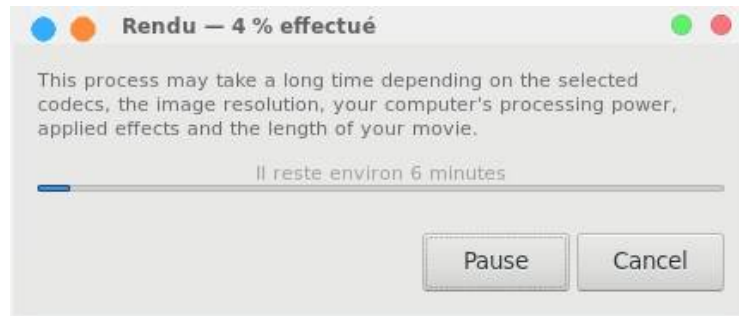 Rendu — 4 % effectué
This process may take a long time depending on the selected
codecs, the image resolution, your computer's processing power,
applied effects and the length of your movie.
Il reste environ 6 minutes
Pause
Cancel